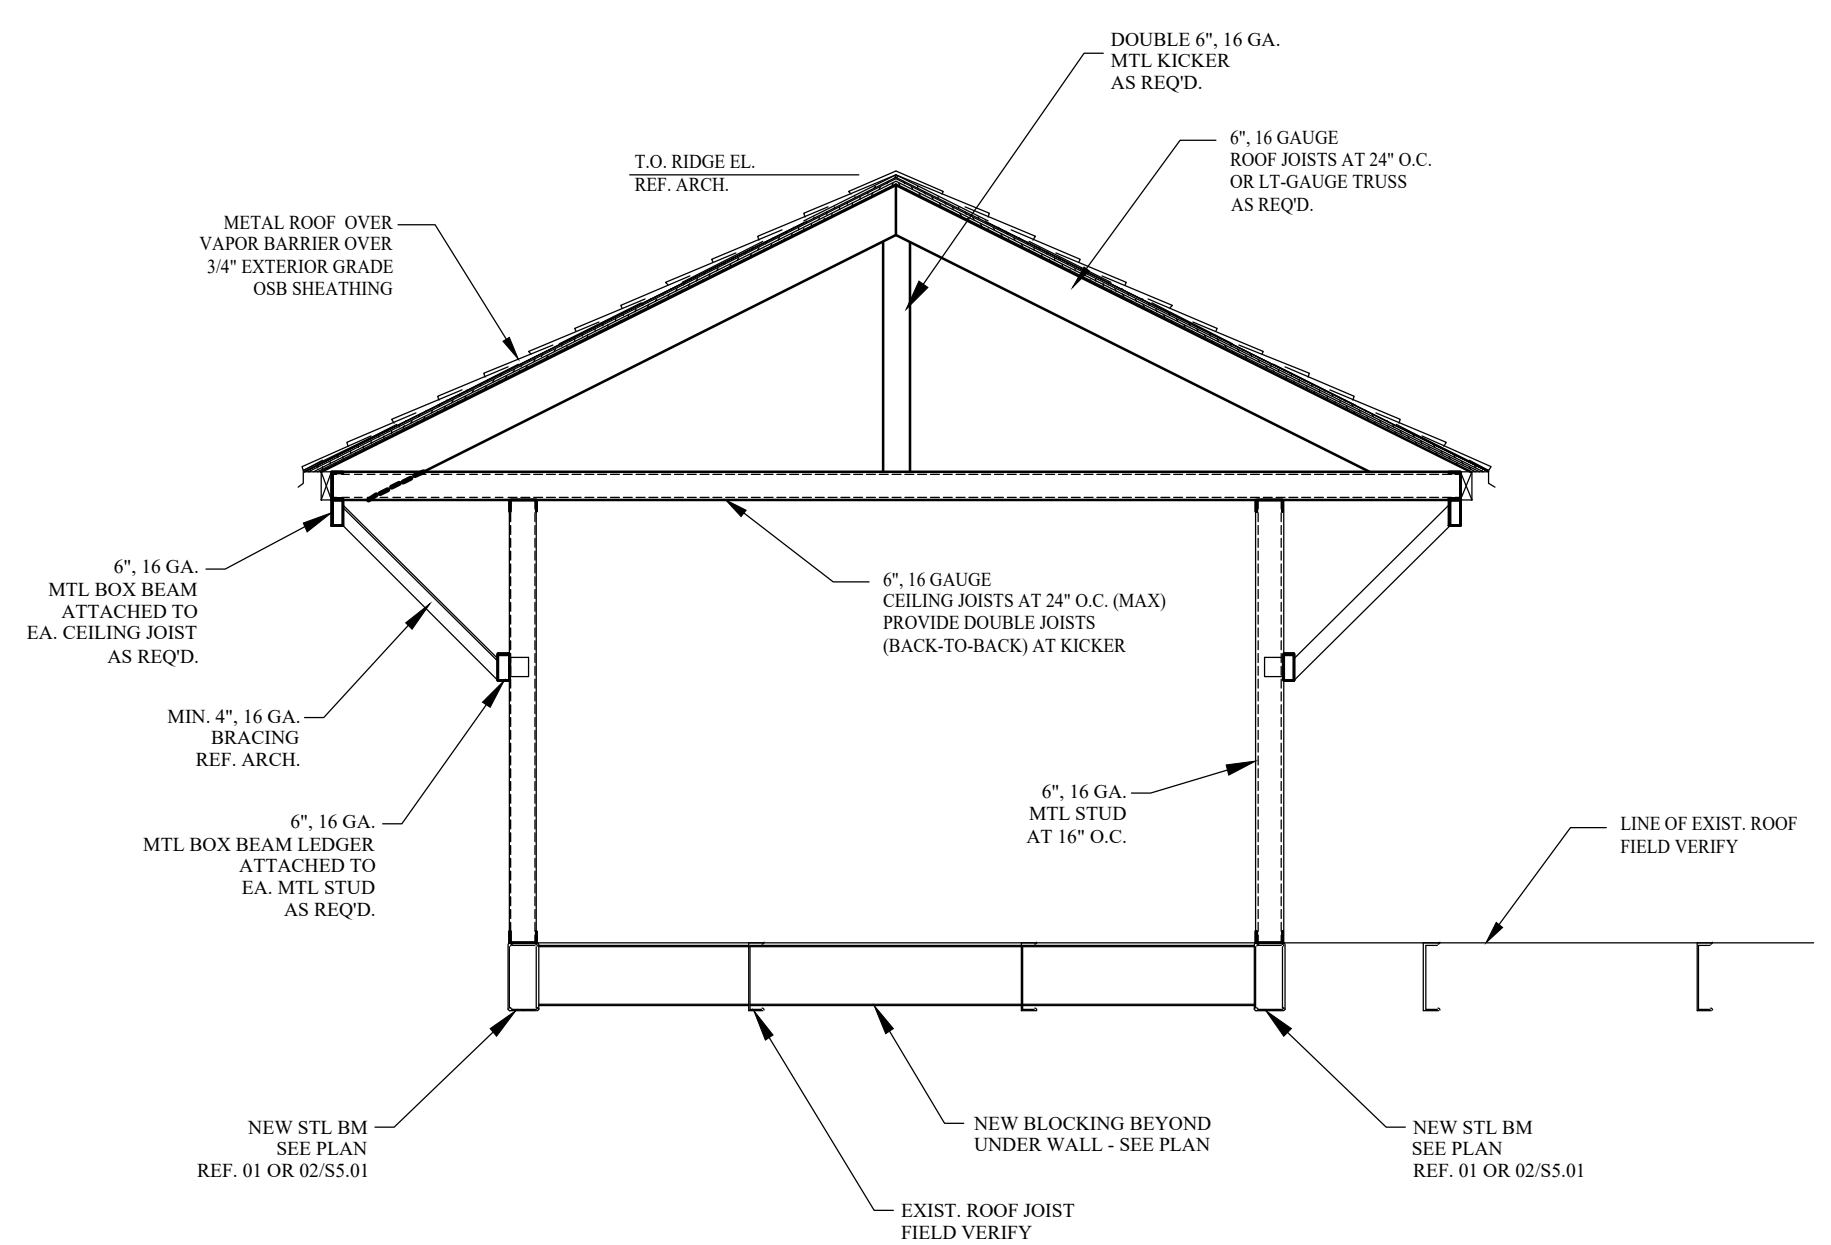 DOUBLE 6", 16 GA.
MTL KICKER
AS REQ'D.
6", 16 GAUGE
ROOF JOISTS AT 24" O.C.
OR LT-GAUGE TRUSS
AS REQ'D.
T.O. RIDGE EL.
REF. ARCH.
METAL ROOF OVER
VAPOR BARRIER OVER
3/4" EXTERIOR GRADE
OSB SHEATHING
6", 16 GA.
MTL BOX BEAM
ATTACHED TO
EA. CEILING JOIST
AS REQ'D.
6", 16 GAUGE
CEILING JOISTS AT 24" O.C. (MAX)
PROVIDE DOUBLE JOISTS
(BACK-TO-BACK) AT KICKER
MIN. 4", 16 GA.
BRACING
REF. ARCH.
6", 16 GA.
MTL BOX BEAM LEDGER
ATTACHED TO
EA. MTL STUD
AS REQ'D.
6", 16 GA.
MTL STUD
AT 16" O.C.
LINE OF EXIST. ROOF
FIELD VERIFY
NEW STL BM
SEE PLAN
REF. 01 OR 02/S5.01
NEW BLOCKING BEYOND
UNDER WALL - SEE PLAN
NEW STL BM
SEE PLAN
REF. 01 OR 02/S5.01
EXIST. ROOF JOIST
FIELD VERIFY